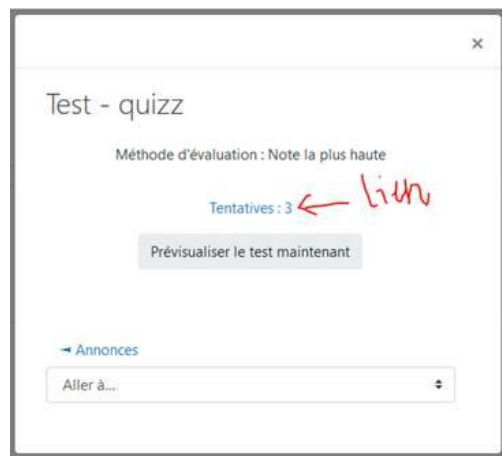 ×
Test - quizz
Méthode d'évaluation : Note la plus haute
Tentatives : 3 ← lien
Prévisualiser le test maintenant
◄ Annonces
Aller à...